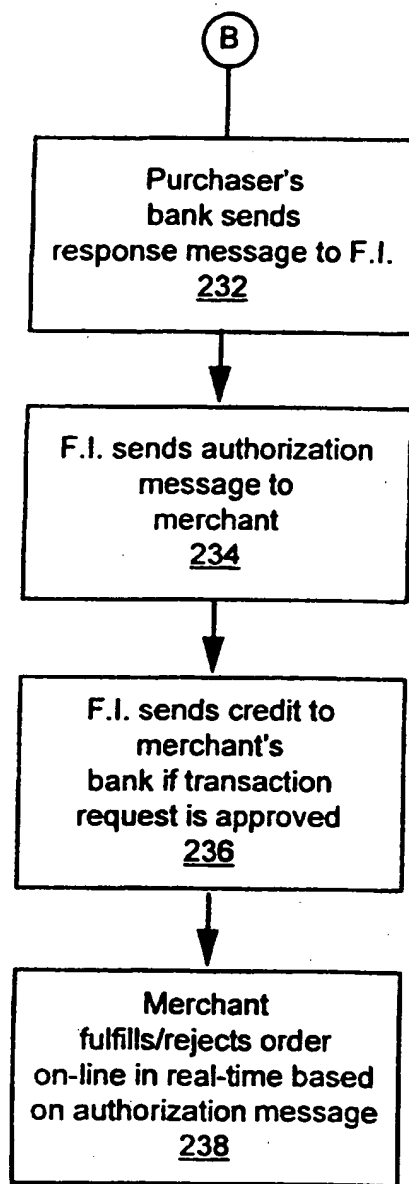 B
Purchaser's
bank sends
response message to F.I.
232
F.I. sends authorization
message to
merchant
234
F.I. sends credit to
merchant's
bank if transaction
request is approved
236
Merchant
fulfills/rejects order
on-line in real-time based
on authorization message
238